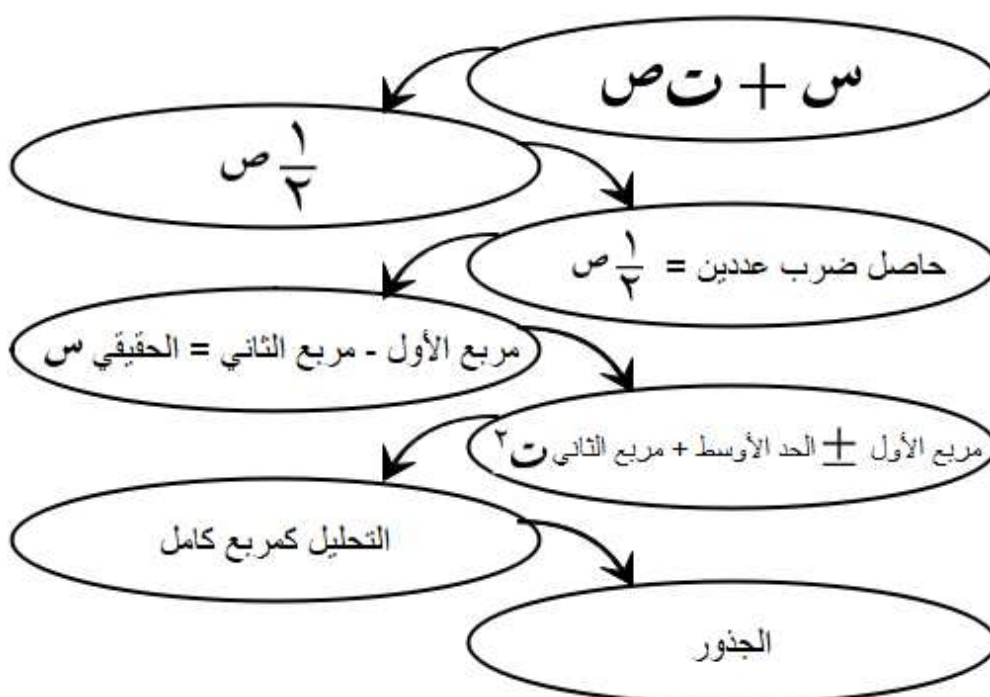 س + ت ص
١/٢ ص
حاصل ضرب عددين = ١/٢ ص
مربع الأول - مربع الثاني = الحقيقي س
مربع الأول ± الحد الأوسط + مربع الثاني ت٢
التحليل كمربع كامل
الجذور